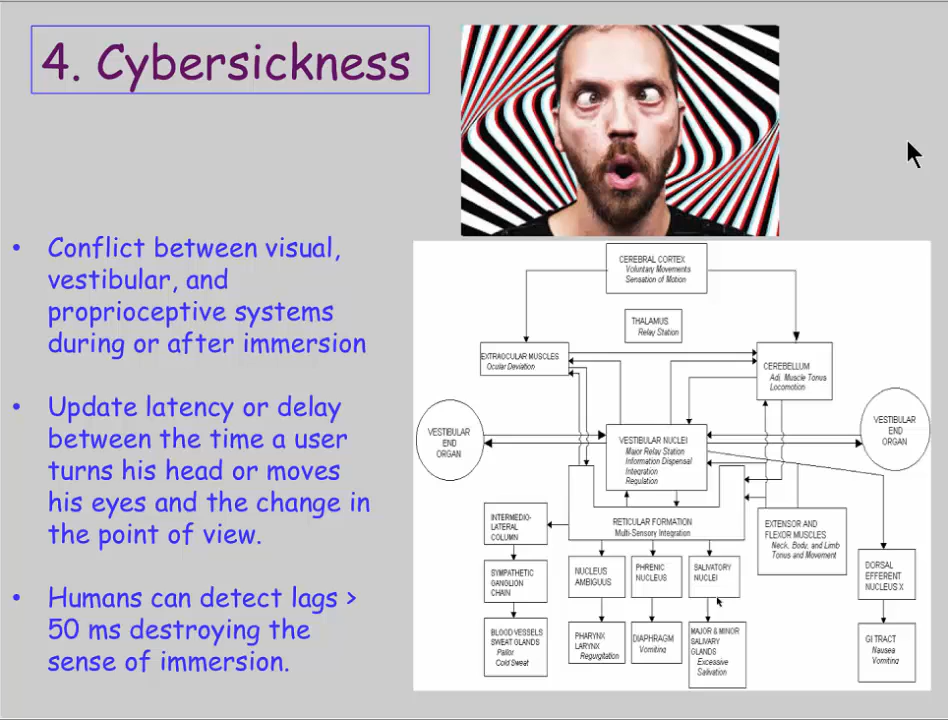 4. Cybersickness
• Conflict between visual,
vestibular, and
proprioceptive systems
during or after immersion
• Update latency or delay
between the time a user
turns his head or moves
his eyes and the change in
the point of view.
• Humans can detect lags >
50 ms destroying the
sense of immersion.
CEREBRAL CORTEX
Voluntary Movements
Sensation of Motion
THALAMUS
Relay Station
EXTRAOCULAR MUSCLES
Ocular Deviation
CEREBELLUM
Adj. Muscle Tonus
Locomotion
VESTIBULAR
END
ORGAN
VESTIBULAR NUCLEI
Major Relay Station
Information Dispensal
Integration
Regulation
VESTIBULAR
END
ORGAN
INTERMEDIO-
LATERAL
COLUMN
RETICULAR FORMATION
Multi-Sensory Integration
EXTENSOR AND
FLEXOR MUSCLES
Neck, Body, and Limb
Tonus and Movement
SYMPATHETIC
GANGLION
CHAIN
NUCLEUS
AMBIGUUS
PHRENIC
NUCLEUS
SALIVATORY
NUCLEI
DORSAL
EFFERENT
NUCLEUS X
BLOOD VESSELS
SWEAT GLANDS
Pallor
Cold Sweat
PHARYNX
LARYNX
Regurgitation
DIAPHRAGM
Vomiting
MAJOR & MINOR
SALIVARY
GLANDS
Excessive
Salivation
GI TRACT
Nausea
Vomiting